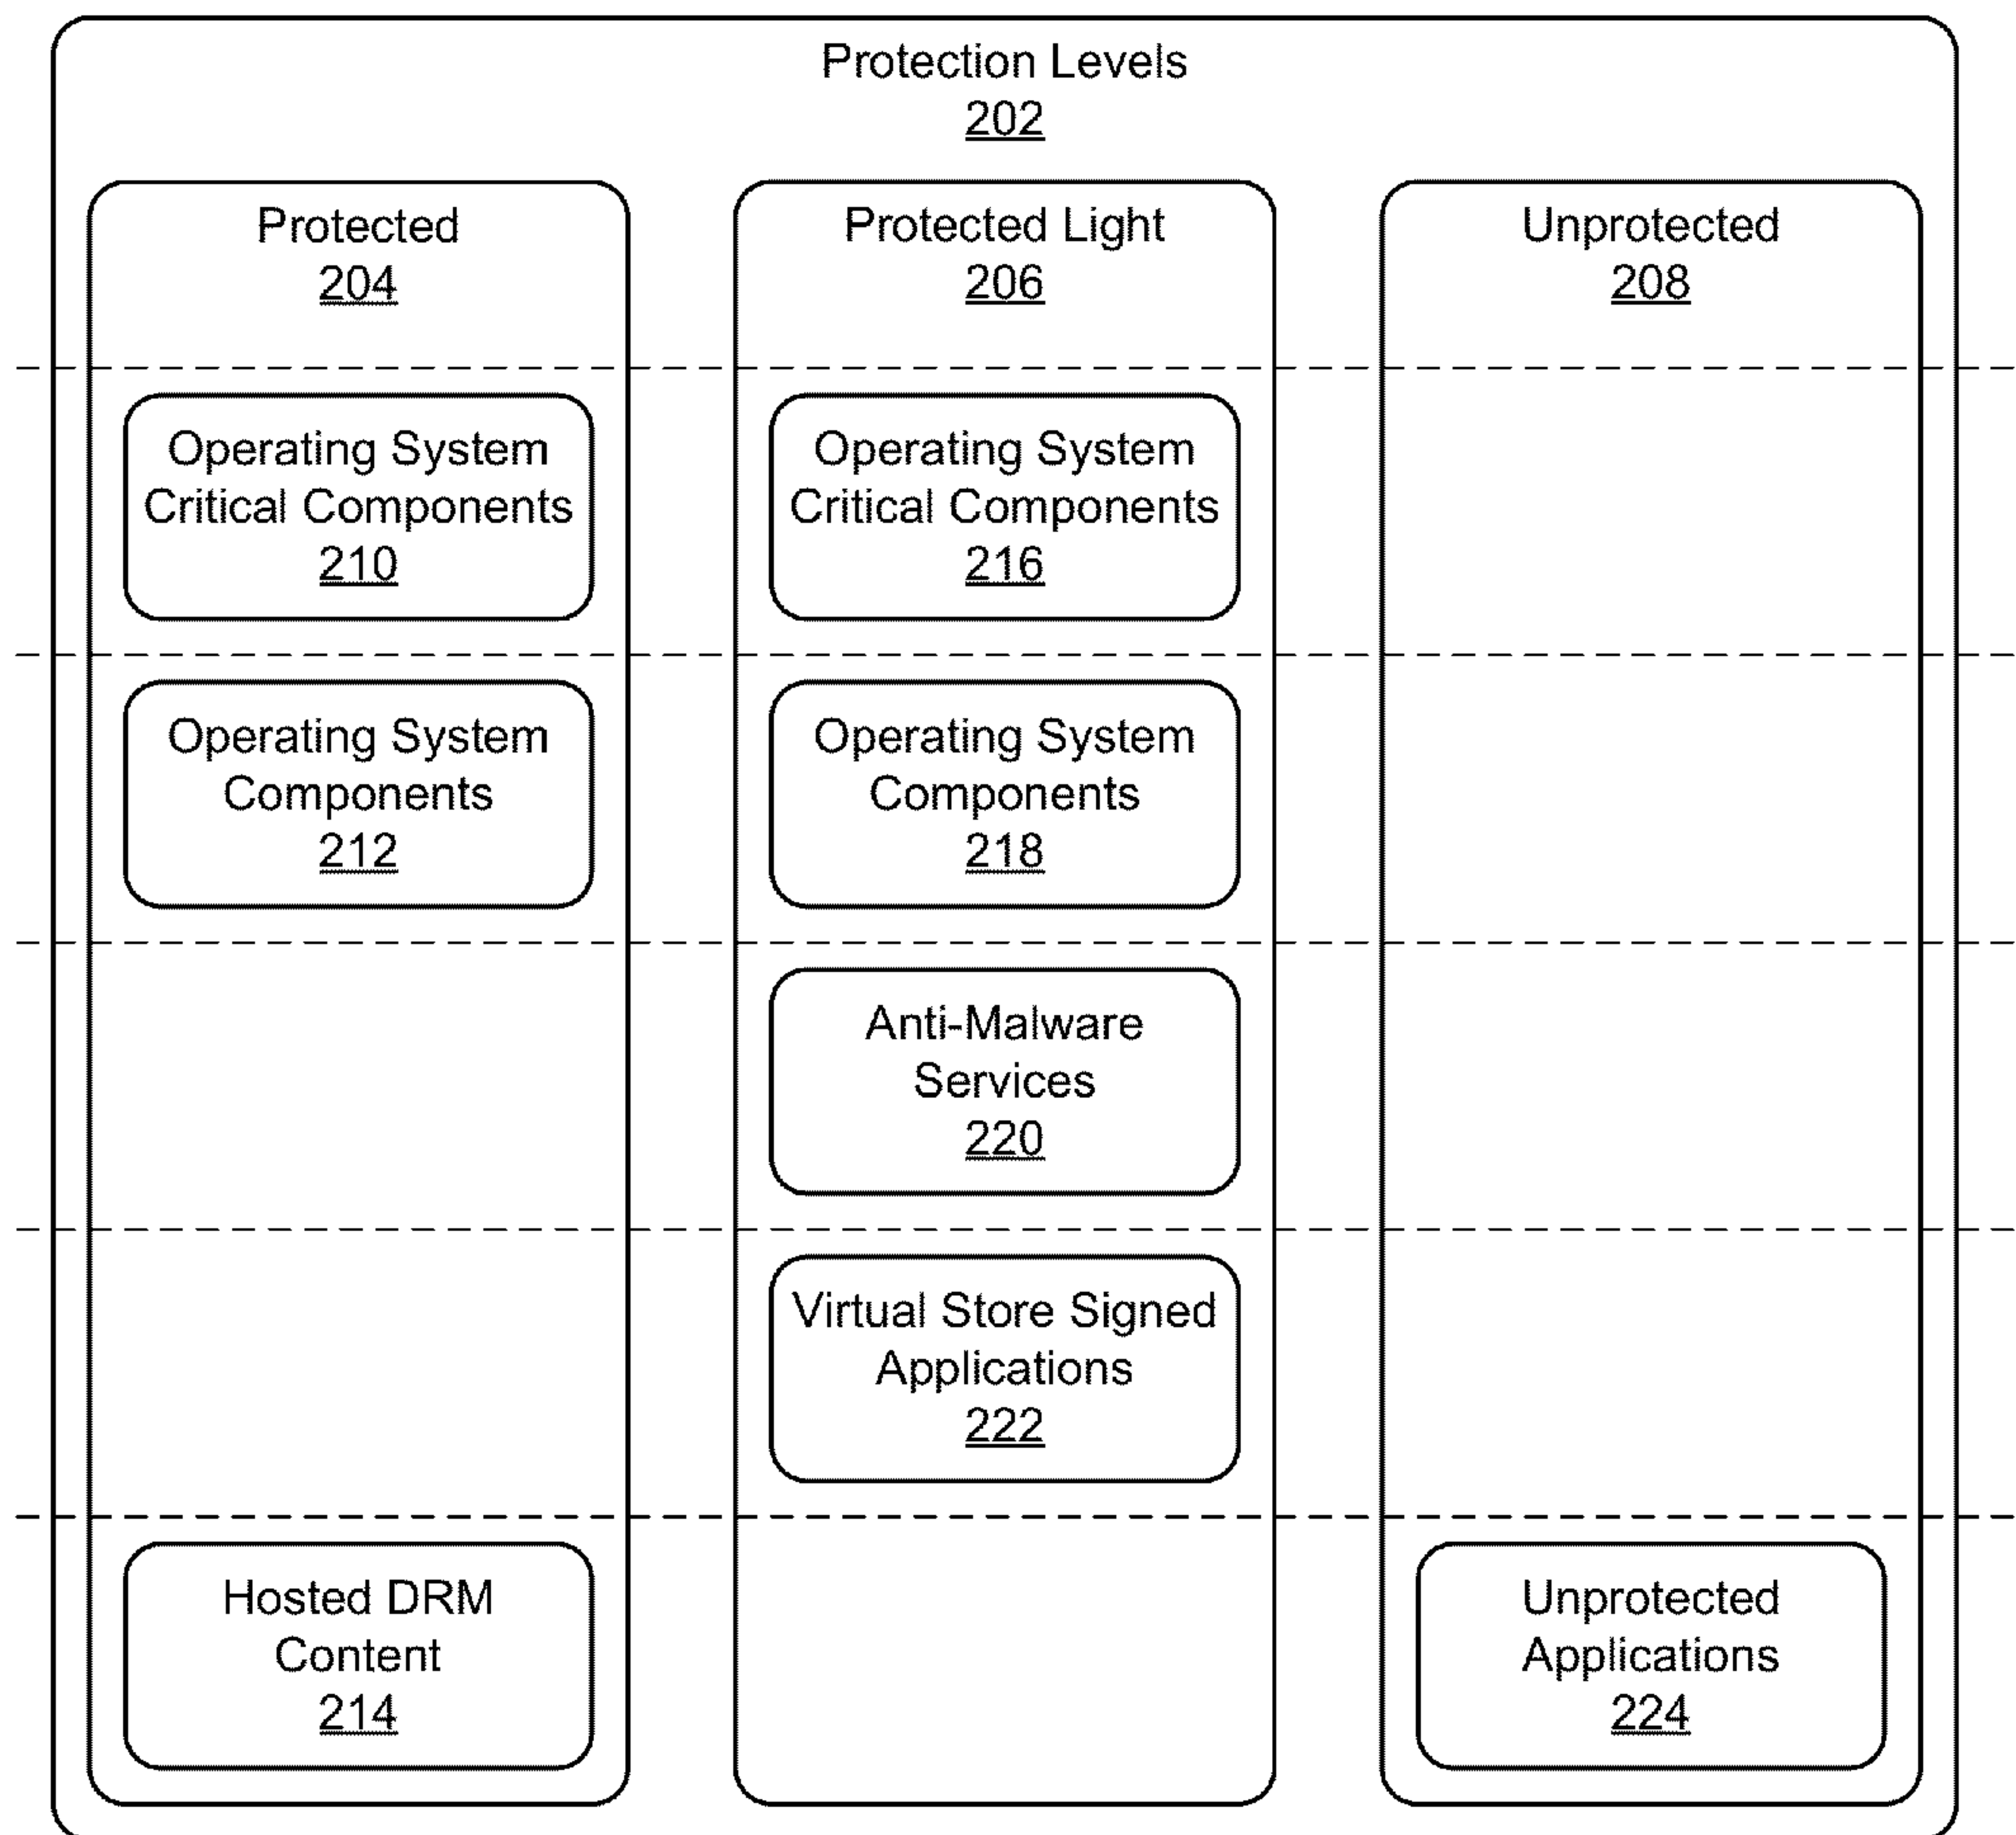 Protection Levels
202
Protected
204
Protected Light
206
Unprotected
208
Operating System
Critical Components
210
Operating System
Critical Components
216
Operating System
Components
212
Operating System
Components
218
Anti-Malware
Services
220
Virtual Store Signed
Applications
222
Hosted DRM
Content
214
Unprotected
Applications
224